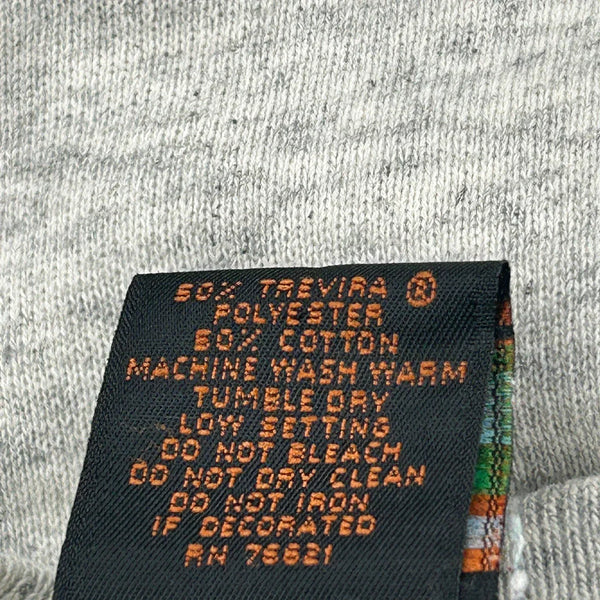 50% TREVIRA ®
POLYESTER
50% COTTON
MACHINE WASH WARM
TUMBLE DRY
LOW SETTING
DO NOT BLEACH
DO NOT DRY CLEAN
DO NOT IRON
IF DECORATED
RN 76621